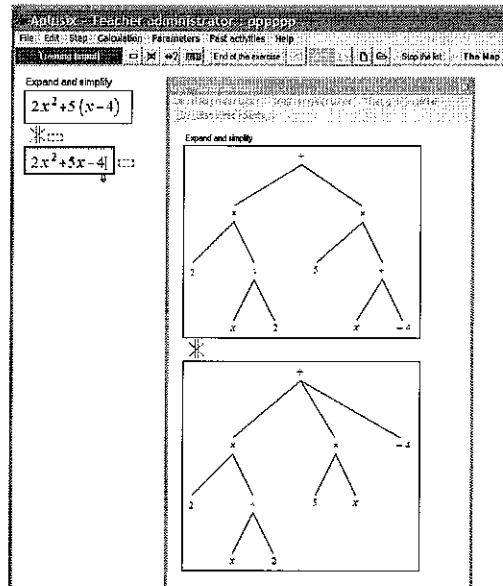 Aplusix - Teacher administrator - oppppp
File Edit Step Calculation Parameters Past activities Help
End of the exercise Stop the list The Map
Expand and simplify
2x²+5(x−4)
2x²+5x−4
Expand and simplify
+
× ×
2 5 +
x 2 x −4
+
× × −4
2 5 x
x 2